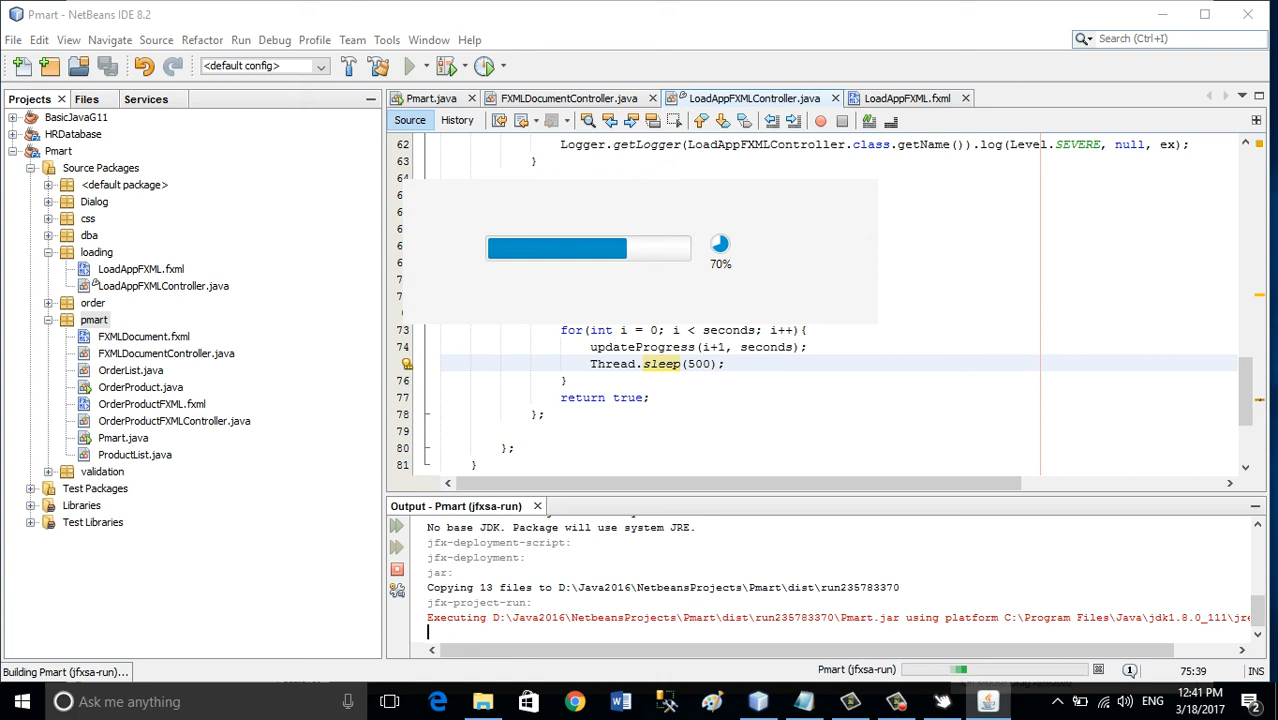 Pmart - NetBeans IDE 8.2
File Edit View Navigate Source Refactor Run Debug Profile Team Tools Window Help
Search (Ctrl+I)
<default config>
Projects Files Services
Pmart.java FXMLDocumentController.java LoadAppFXMLController.java LoadAppFXML.fxml
Source History
BasicJavaG11
HRDatabase
Pmart
Source Packages
<default package>
Dialog
css
dba
loading
LoadAppFXML.fxml
LoadAppFXMLController.java
order
pmart
FXMLDocument.fxml
FXMLDocumentController.java
OrderList.java
OrderProduct.java
OrderProductFXML.fxml
OrderProductFXMLController.java
Pmart.java
ProductList.java
validation
Test Packages
Libraries
Test Libraries
62 Logger.getLogger(LoadAppFXMLController.class.getName()).log(Level.SEVERE, null, ex);
63 }
70%
73 for(int i = 0; i < seconds; i++){
74 updateProgress(i+1, seconds);
Thread.sleep(500);
76 }
77 return true;
78 };
79
80 };
81 }
Output - Pmart (jfxsa-run)
No base JDK. Package will use system JRE.
jfx-deployment-script:
jfx-deployment:
jar:
Copying 13 files to D:\Java2016\NetbeansProjects\Pmart\dist\run235783370
jfx-project-run:
Executing D:\Java2016\NetbeansProjects\Pmart\dist\run235783370\Pmart.jar using platform C:\Program Files\Java\jdk1.8.0_111\jre
Building Pmart (jfxsa-run)...
Pmart (jfxsa-run)
1
75:39
INS
Ask me anything
ENG
12:41 PM
3/18/2017
2